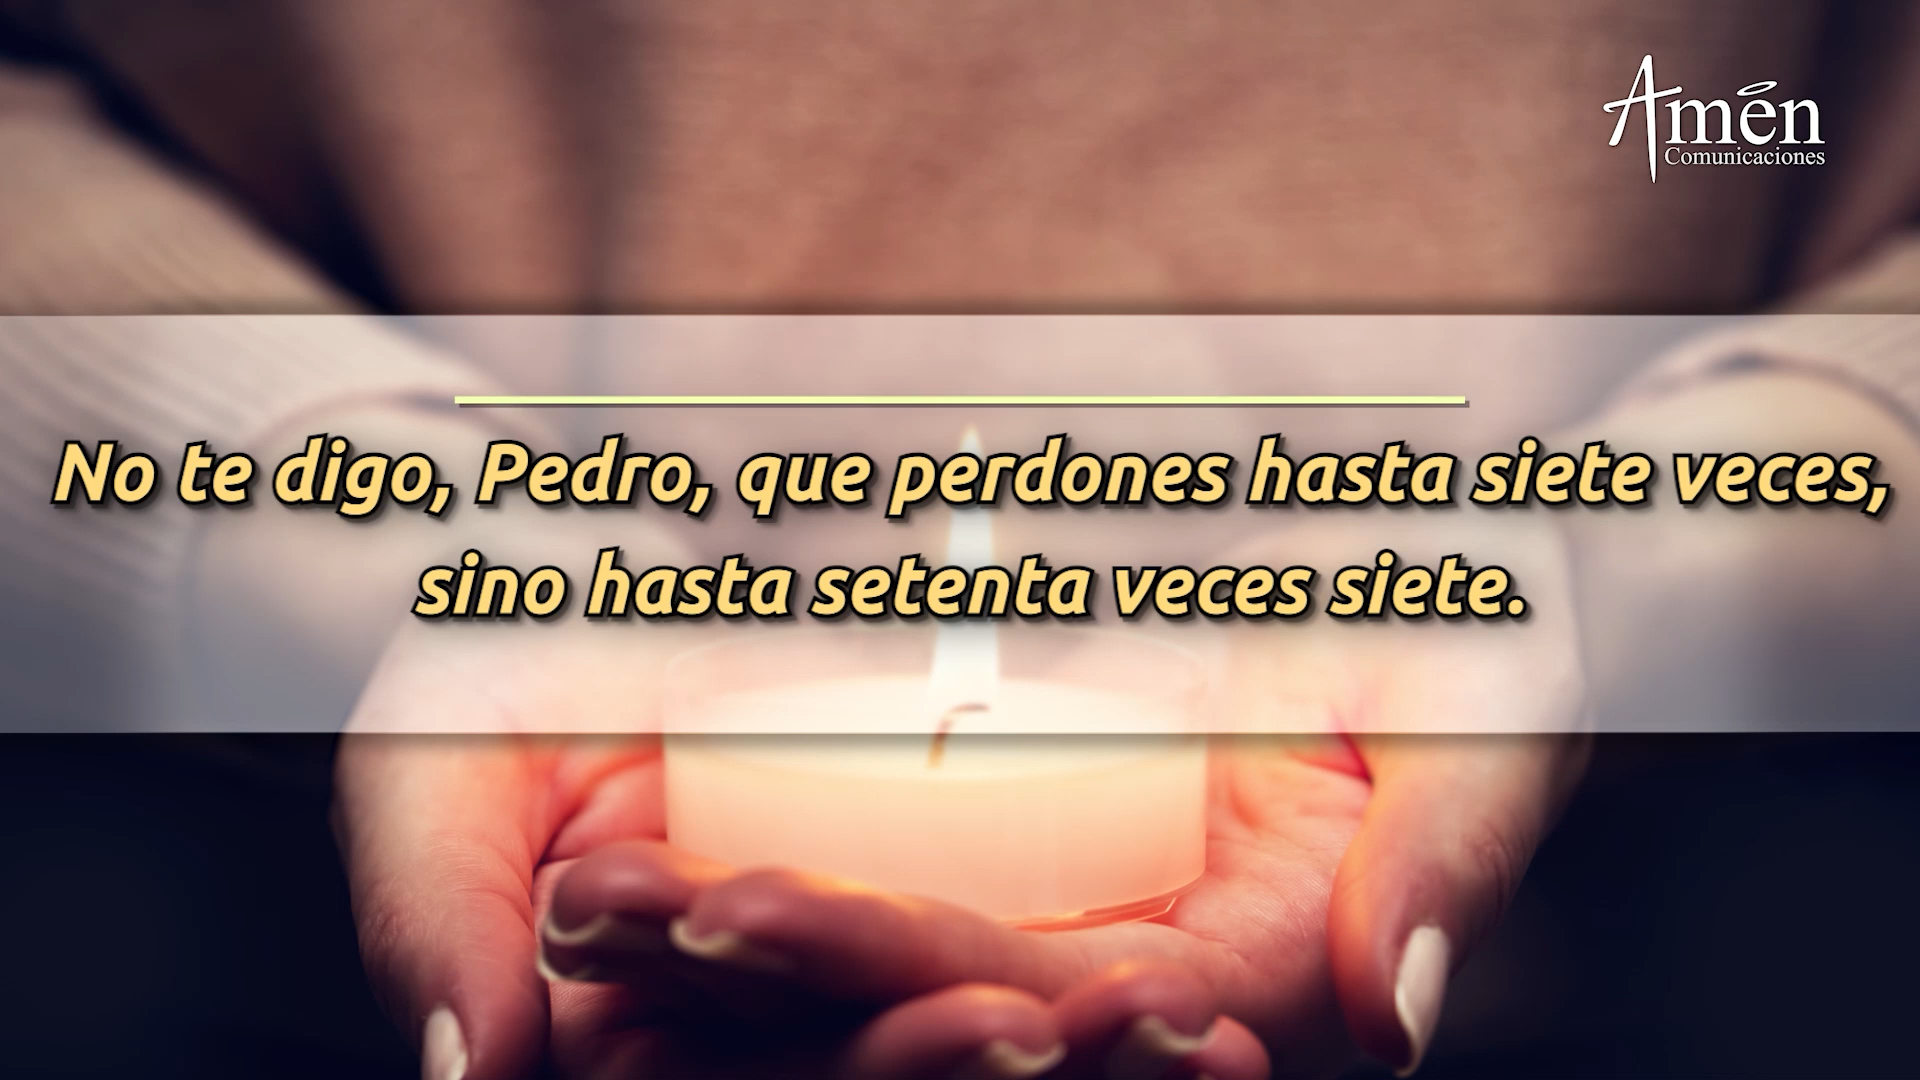 Amén
Comunicaciones
No te digo, Pedro, que perdones hasta siete veces,
sino hasta setenta veces siete.